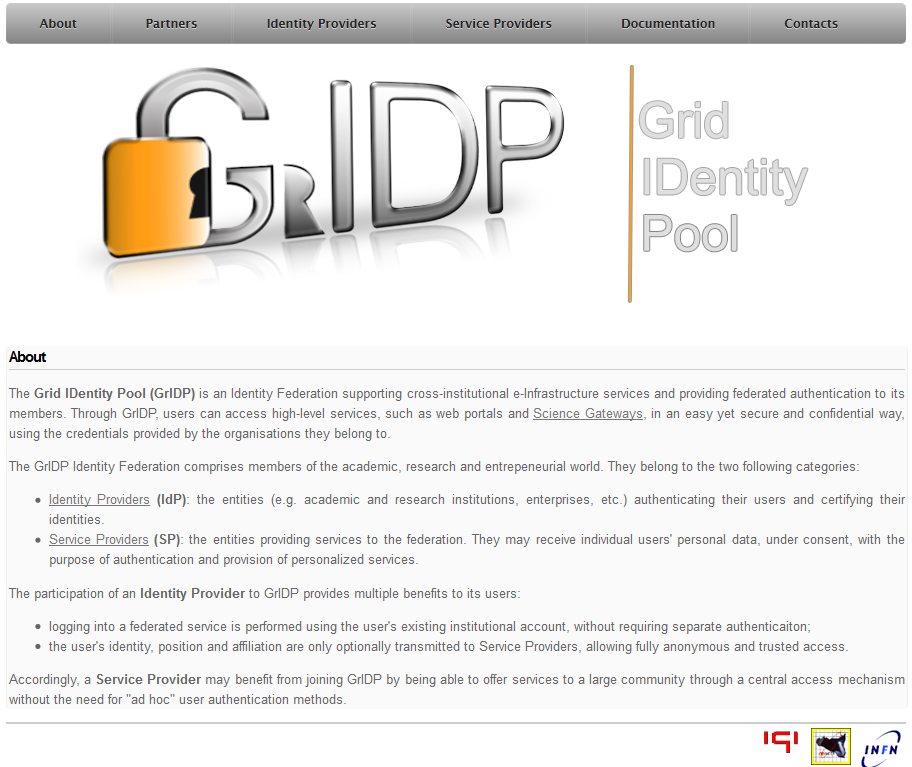 About Partners Identity Providers Service Providers Documentation Contacts
GrIDP
Grid
IDentity
Pool
About
The Grid IDentity Pool (GrIDP) is an Identity Federation supporting cross-institutional e-Infrastructure services and providing federated authentication to its
members. Through GrIDP, users can access high-level services, such as web portals and Science Gateways, in an easy yet secure and confidential way,
using the credentials provided by the organisations they belong to.
The GrIDP Identity Federation comprises members of the academic, research and entrepeneurial world. They belong to the two following categories:
Identity Providers (IdP): the entities (e.g. academic and research institutions, enterprises, etc.) authenticating their users and certifying their
identities.
Service Providers (SP): the entities providing services to the federation. They may receive individual users' personal data, under consent, with the
purpose of authentication and provision of personalized services.
The participation of an Identity Provider to GrIDP provides multiple benefits to its users:
logging into a federated service is performed using the user's existing institutional account, without requiring separate authenticaiton;
the user's identity, position and affiliation are only optionally transmitted to Service Providers, allowing fully anonymous and trusted access.
Accordingly, a Service Provider may benefit from joining GrIDP by being able to offer services to a large community through a central access mechanism
without the need for "ad hoc" user authentication methods.
INFN